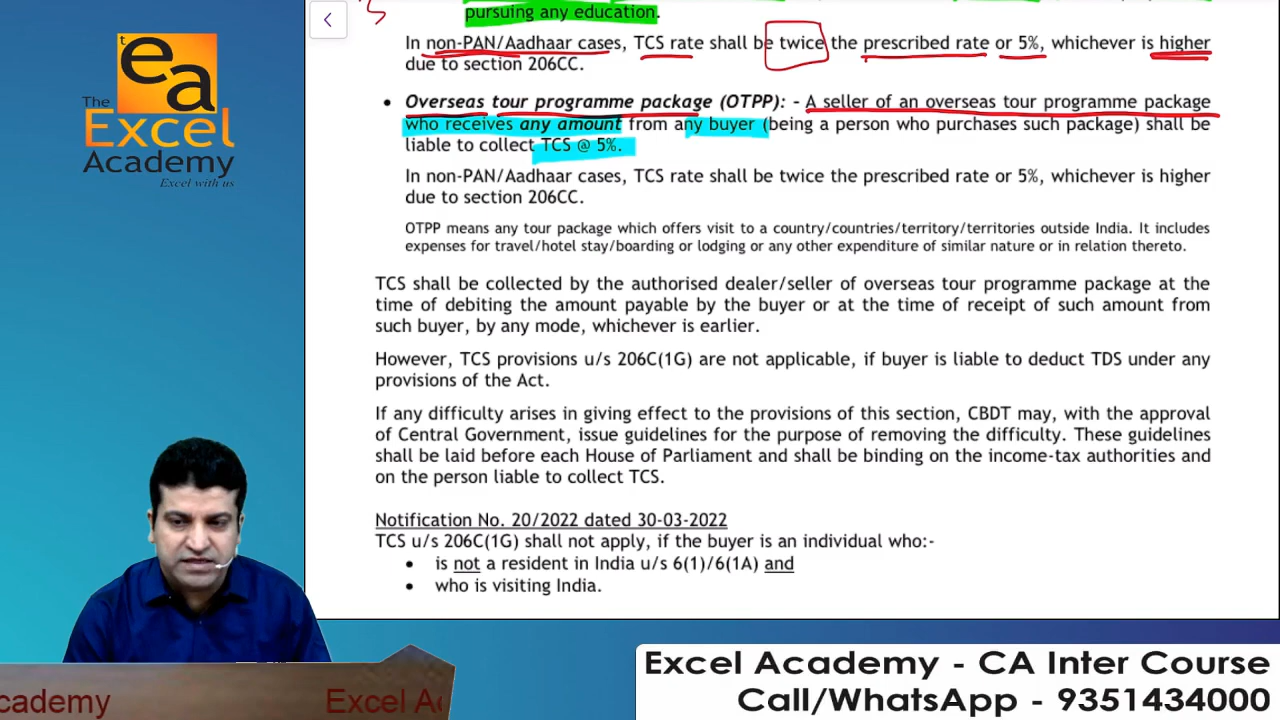 pursuing any education.
In non-PAN/Aadhaar cases, TCS rate shall be twice the prescribed rate or 5%, whichever is higher
due to section 206CC.
• Overseas tour programme package (OTPP): - A seller of an overseas tour programme package
who receives any amount from any buyer (being a person who purchases such package) shall be
liable to collect TCS @ 5%.
In non-PAN/Aadhaar cases, TCS rate shall be twice the prescribed rate or 5%, whichever is higher
due to section 206CC.
OTPP means any tour package which offers visit to a country/countries/territory/territories outside India. It includes
expenses for travel/hotel stay/boarding or lodging or any other expenditure of similar nature or in relation thereto.
TCS shall be collected by the authorised dealer/seller of overseas tour programme package at the
time of debiting the amount payable by the buyer or at the time of receipt of such amount from
such buyer, by any mode, whichever is earlier.
However, TCS provisions u/s 206C(1G) are not applicable, if buyer is liable to deduct TDS under any
provisions of the Act.
If any difficulty arises in giving effect to the provisions of this section, CBDT may, with the approval
of Central Government, issue guidelines for the purpose of removing the difficulty. These guidelines
shall be laid before each House of Parliament and shall be binding on the income-tax authorities and
on the person liable to collect TCS.
Notification No. 20/2022 dated 30-03-2022
TCS u/s 206C(1G) shall not apply, if the buyer is an individual who:-
• is not a resident in India u/s 6(1)/6(1A) and
• who is visiting India.
t
ea
The
Excel
Academy
Excel with us
cademy
Excel A
Excel Academy - CA Inter Course
Call/WhatsApp - 9351434000